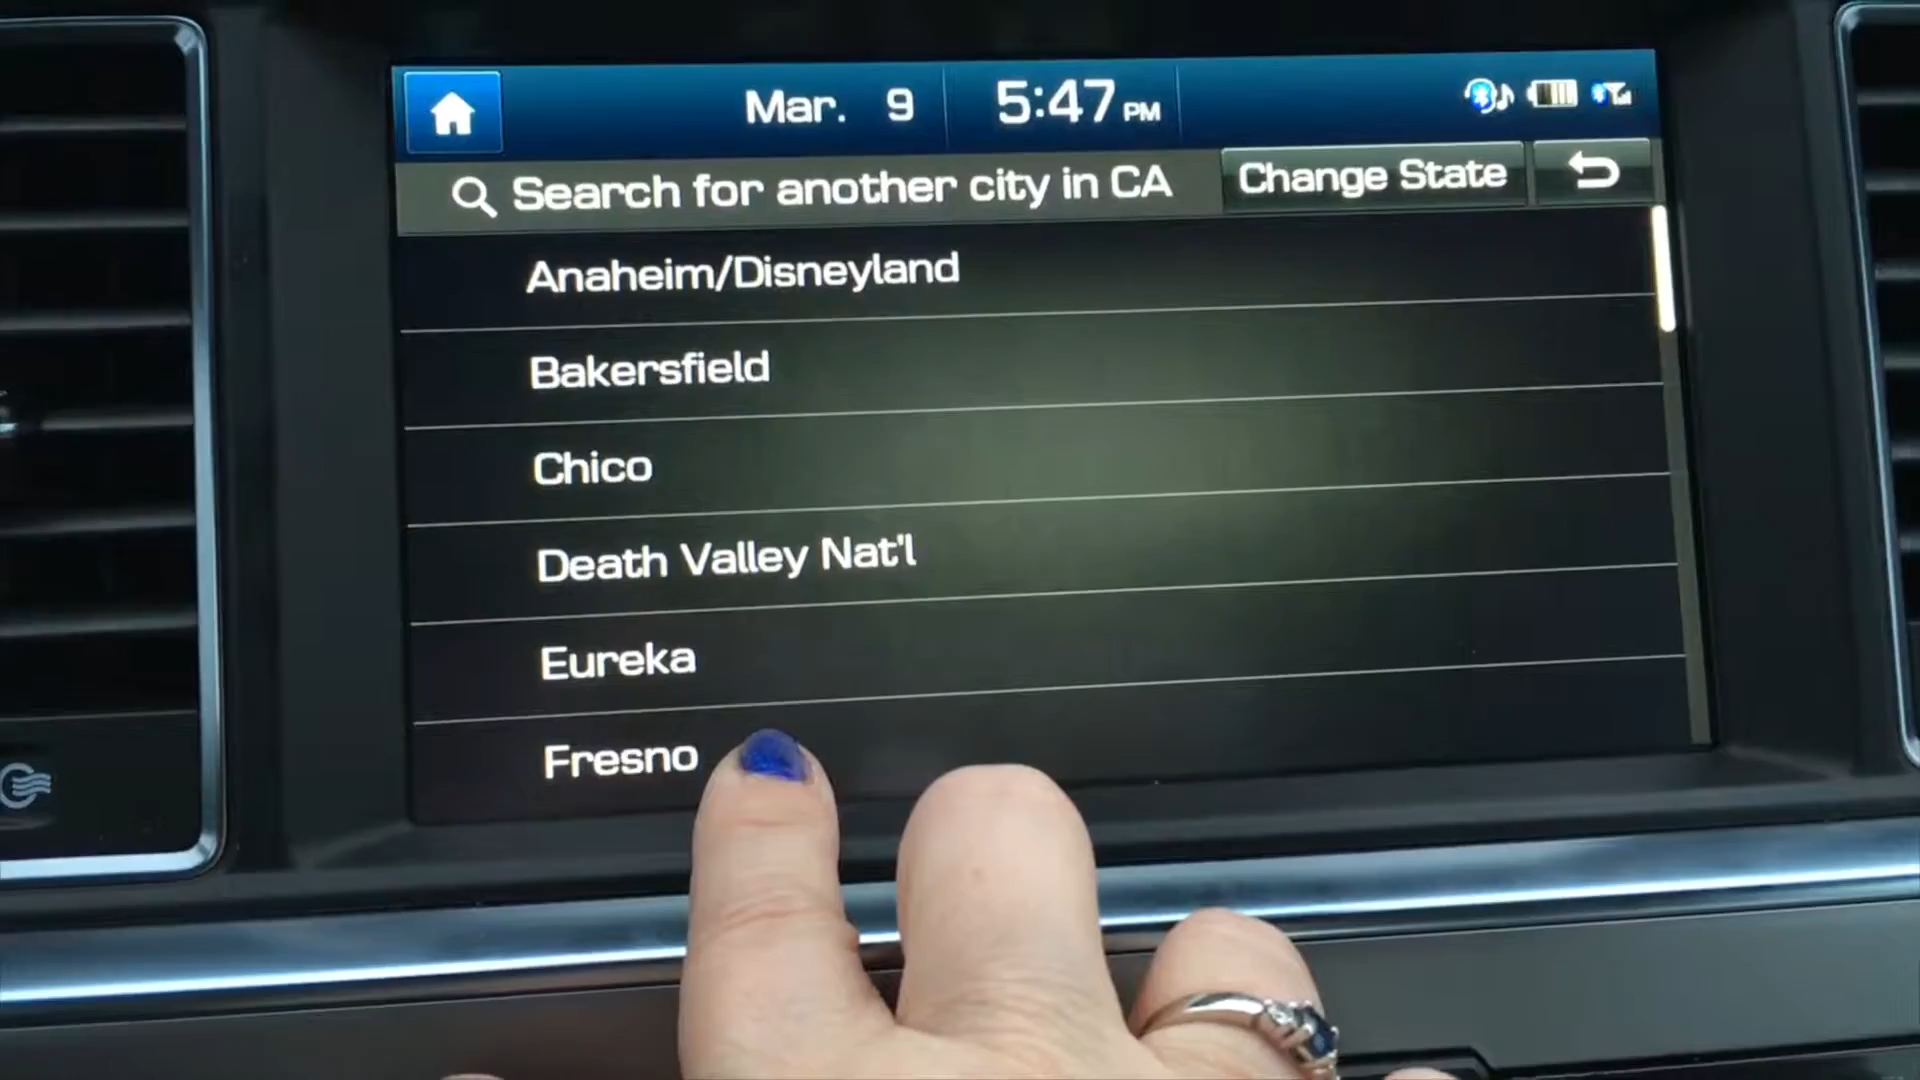 Mar. 9 5:47 PM
Search for another city in CA Change State
Anaheim/Disneyland
Bakersfield
Chico
Death Valley Nat'l
Eureka
Fresno